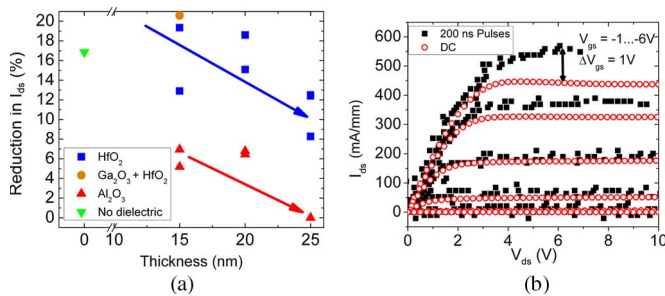 20
18
16
14
12
10
8
6
4
2
0
Reduction in I_ds (%)
HfO₂
Ga₂O₃ + HfO₂
Al₂O₃
No dielectric
0 10 15 20 25
Thickness (nm)
(a)
600
500
400
300
200
100
0
I_ds (mA/mm)
200 ns Pulses
DC
V_gs = -1...-6V
ΔV_gs = 1V
0 2 4 6 8 10
V_ds (V)
(b)